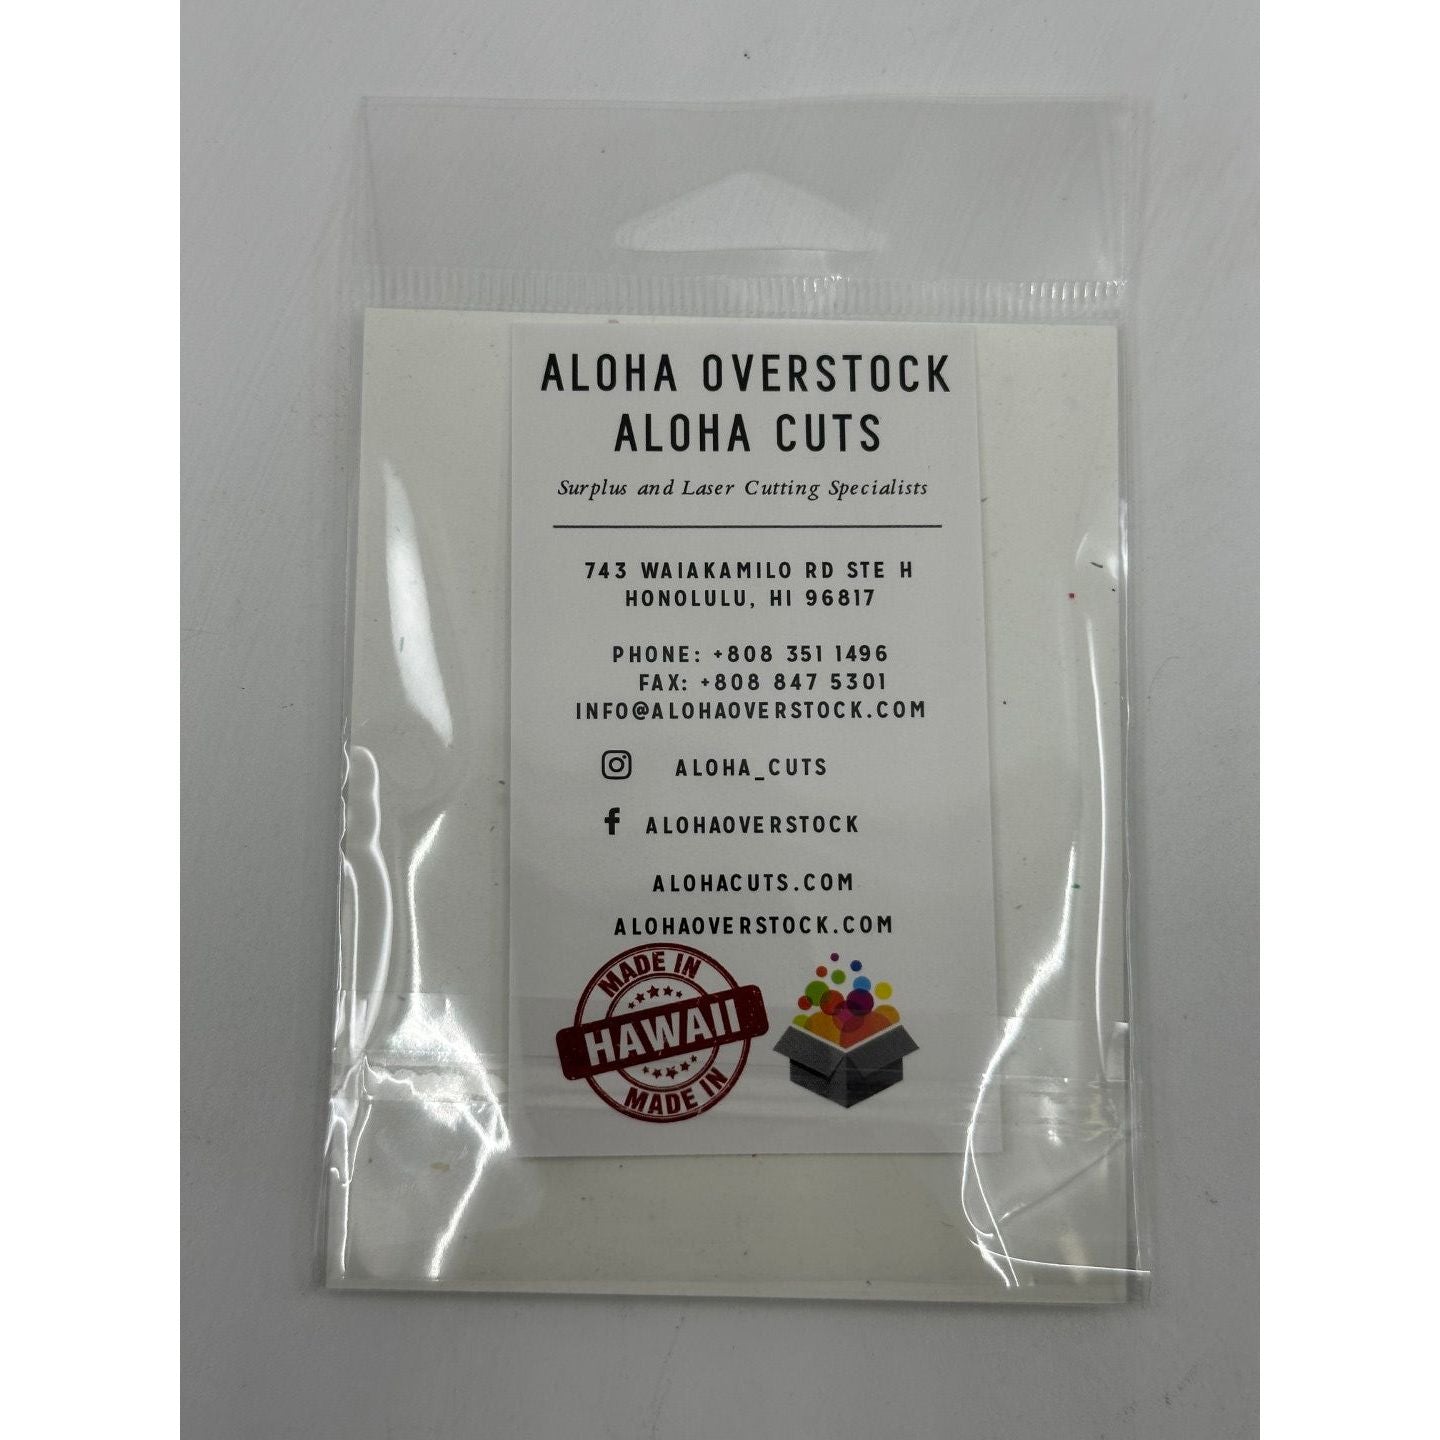 ALOHA OVERSTOCK
ALOHA CUTS
Surplus and Laser Cutting Specialists
743 WAIAKAMILO RD STE H
HONOLULU, HI 96817
PHONE: +808 351 1496
FAX: +808 847 5301
INFO@ALOHAOVERSTOCK.COM
ALOHA_CUTS
ALOHAOVERSTOCK
ALOHACUTS.COM
ALOHAOVERSTOCK.COM
MADE IN
HAWAII
MADE IN